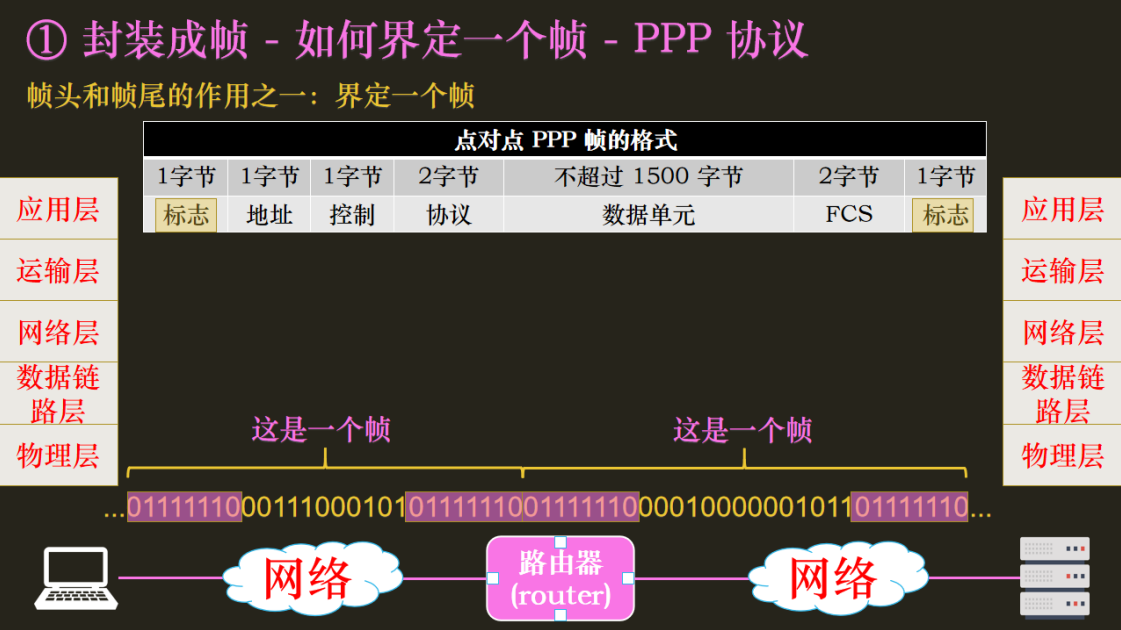 ① 封装成帧 - 如何界定一个帧 - PPP 协议
帧头和帧尾的作用之一：界定一个帧
点对点 PPP 帧的格式
1字节 1字节 1字节 2字节 不超过 1500 字节 2字节 1字节
标志 地址 控制 协议 数据单元 FCS 标志
应用层
运输层
网络层
数据链
路层
物理层
应用层
运输层
网络层
数据链
路层
物理层
这是一个帧 这是一个帧
...01111110001110001010111111001111110000100000010110111110...
网络
路由器
(router)
网络